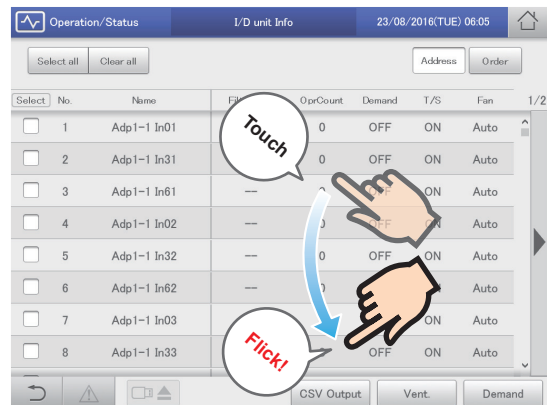 Operation/Status I/D unit Info 23/08/2016(TUE) 06:05
Select all Clear all Address Order
Select No. Name OprCount Demand T/S Fan 1/2
1 Adp1-1 In01 0 OFF ON Auto
2 Adp1-1 In31 0 OFF ON Auto
Touch
3 Adp1-1 In61 -- OFF ON Auto
4 Adp1-1 In02 -- OFF ON Auto
5 Adp1-1 In32 -- 0 OFF ON Auto
6 Adp1-1 In62 -- 0 ON Auto
7 Adp1-1 In03 ON Auto
8 Adp1-1 In33 OFF ON Auto
Flick!
CSV Output Vent. Demand